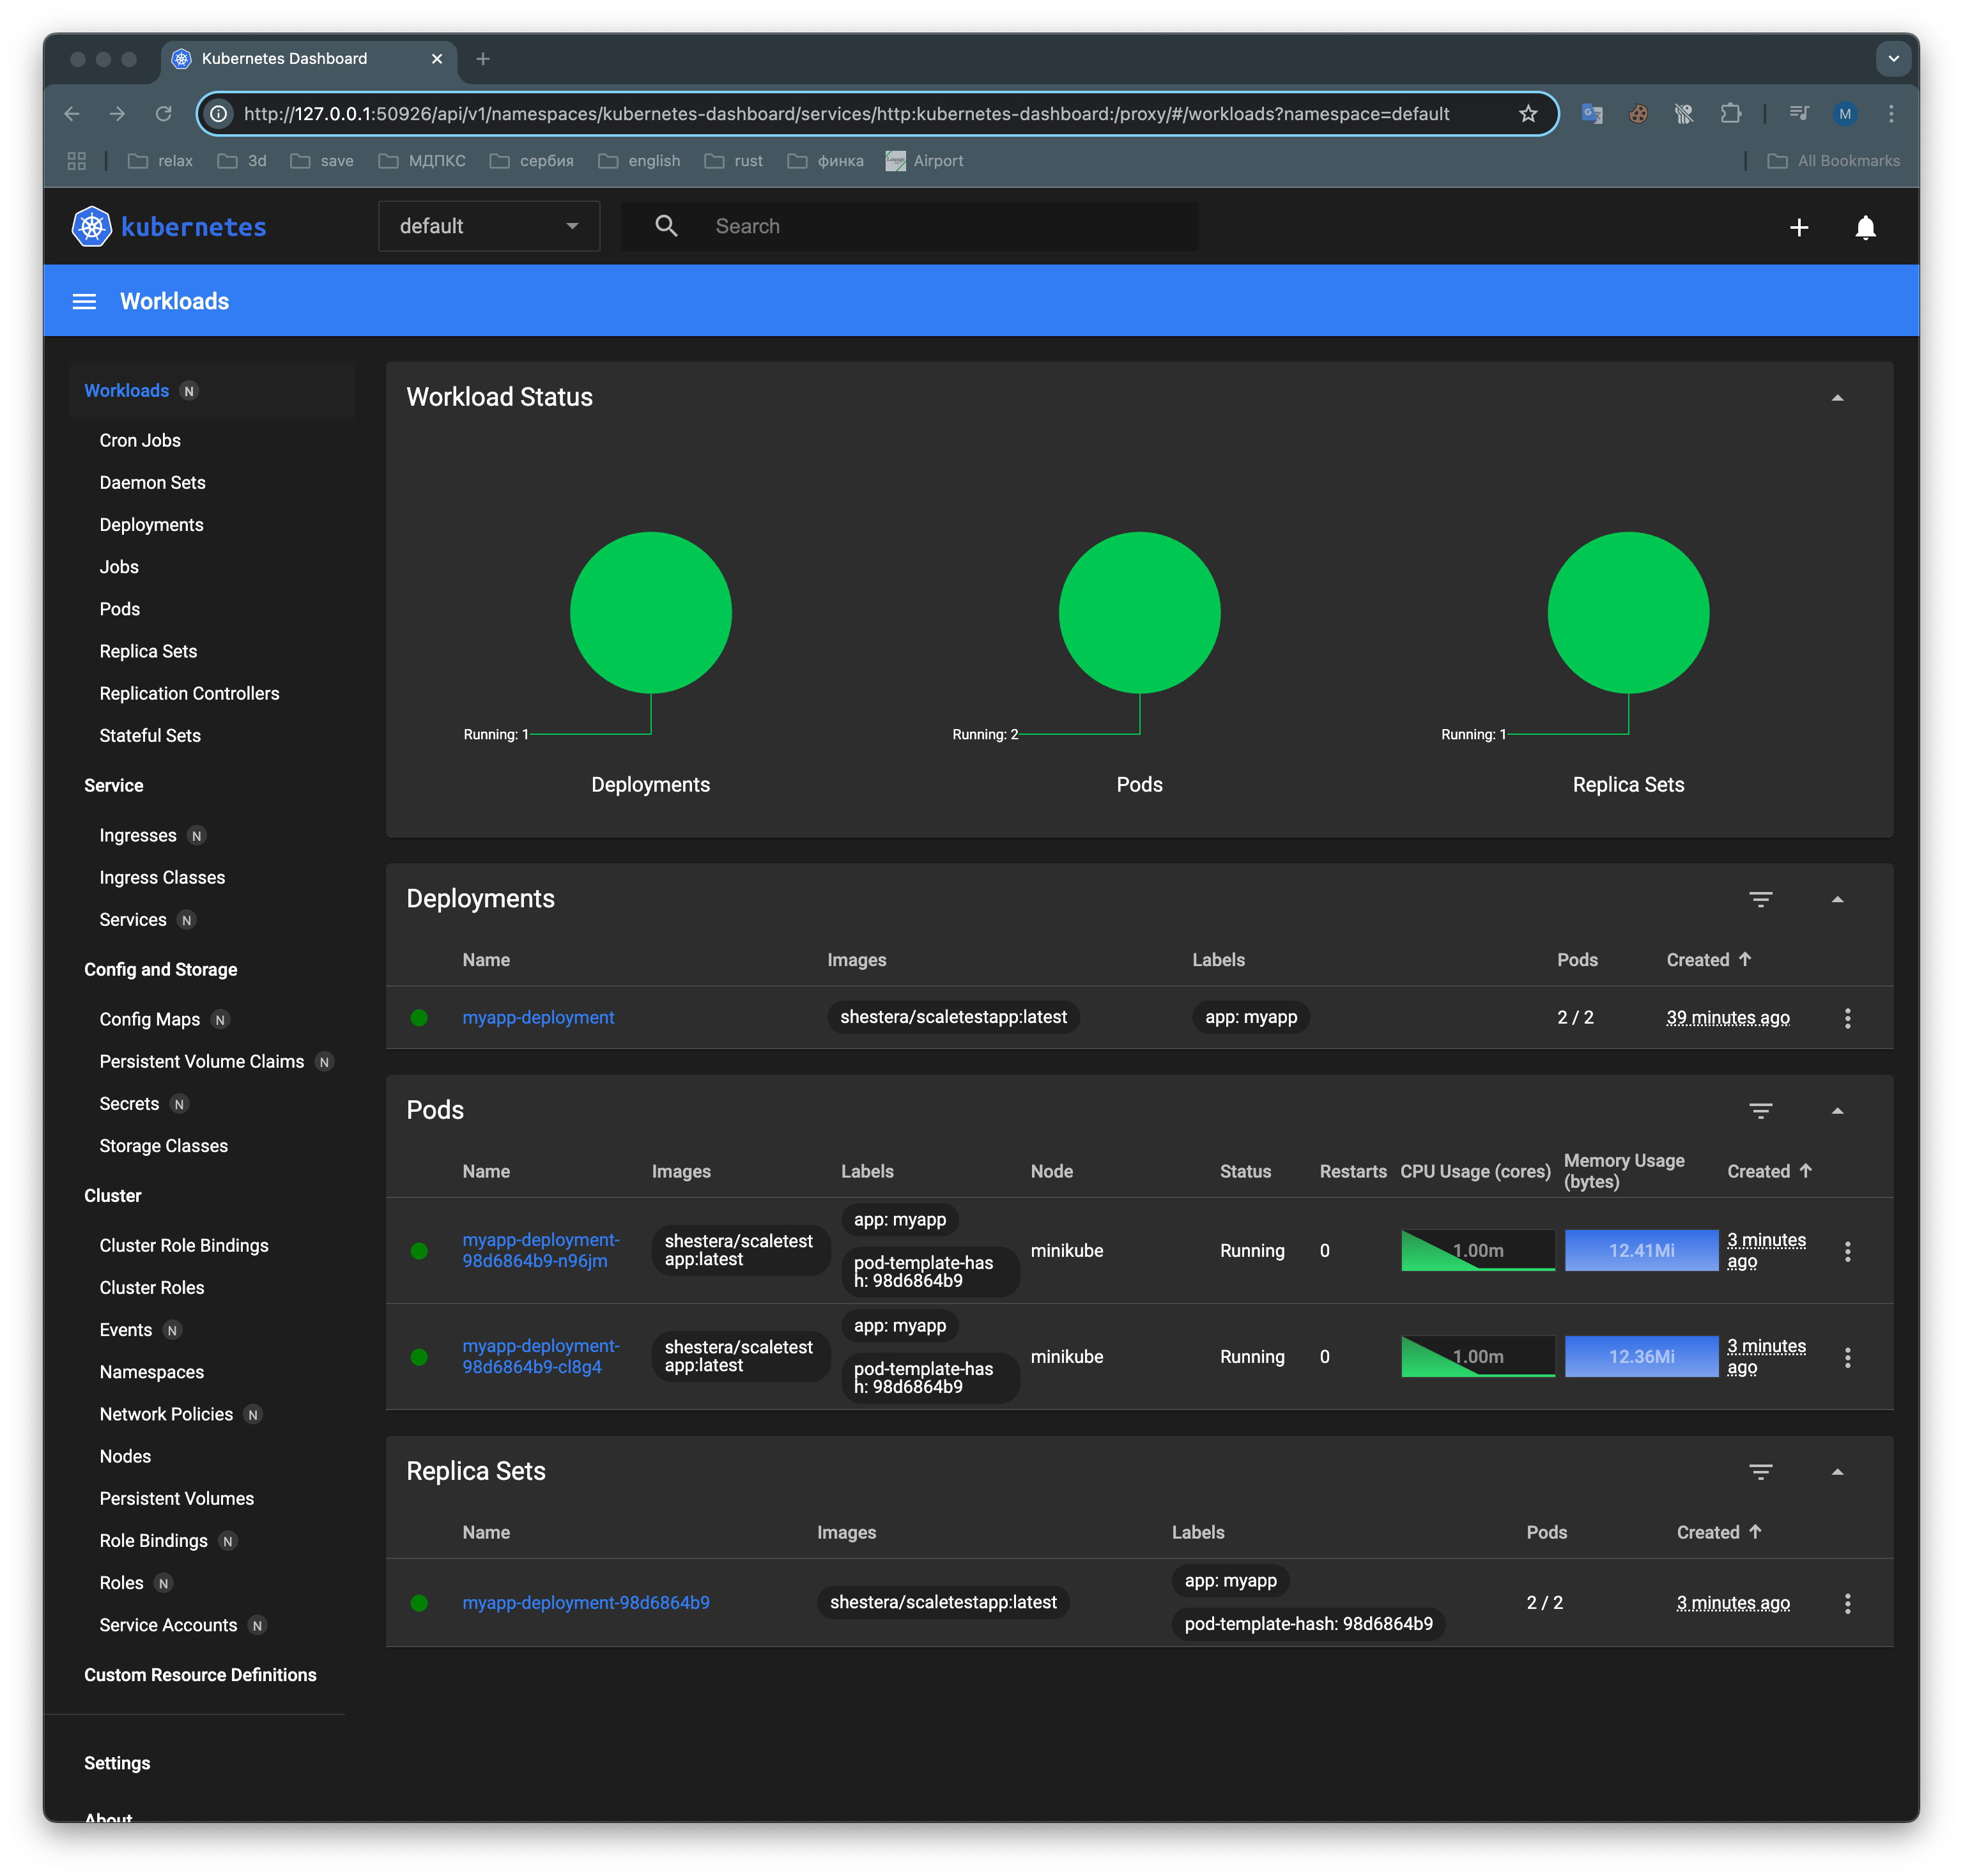 Kubernetes Dashboard
http://127.0.0.1:50926/api/v1/namespaces/kubernetes-dashboard/services/http:kubernetes-dashboard:/proxy/#/workloads?namespace=default
M
relax 3d save МДПКС сербия english rust финка Airport All Bookmarks
kubernetes default Search
Workloads
Workloads N
Cron Jobs
Daemon Sets
Deployments
Jobs
Pods
Replica Sets
Replication Controllers
Stateful Sets
Service
Ingresses N
Ingress Classes
Services N
Config and Storage
Config Maps N
Persistent Volume Claims N
Secrets N
Storage Classes
Cluster
Cluster Role Bindings
Cluster Roles
Events N
Namespaces
Network Policies N
Nodes
Persistent Volumes
Role Bindings N
Roles N
Service Accounts N
Custom Resource Definitions
Settings
About
Workload Status
Running: 1 Running: 2 Running: 1
Deployments Pods Replica Sets
Deployments
Name Images Labels Pods Created
myapp-deployment shestera/scaletestapp:latest app: myapp 2 / 2 39 minutes ago
Pods
Name Images Labels Node Status Restarts CPU Usage (cores) Memory Usage
(bytes) Created
app: myapp
myapp-deployment- shestera/scaletest 3 minutes
98d6864b9-n96jm app:latest pod-template-has minikube Running 0 1.00m 12.41Mi ago
h: 98d6864b9
app: myapp
myapp-deployment- shestera/scaletest 3 minutes
98d6864b9-cl8g4 app:latest pod-template-has minikube Running 0 1.00m 12.36Mi ago
h: 98d6864b9
Replica Sets
Name Images Labels Pods Created
app: myapp
myapp-deployment-98d6864b9 shestera/scaletestapp:latest 2 / 2 3 minutes ago
pod-template-hash: 98d6864b9